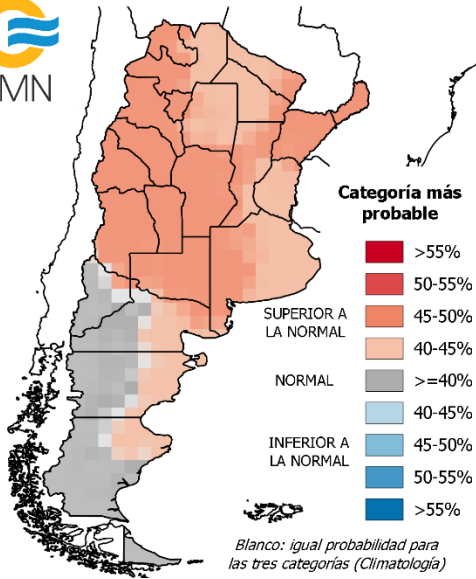 MN
Categoría más
probable
>55%
50-55%
45-50%
SUPERIOR A
LA NORMAL
40-45%
NORMAL
>=40%
40-45%
INFERIOR A
LA NORMAL
45-50%
50-55%
>55%
Blanco: igual probabilidad para
las tres categorías (Climatología)